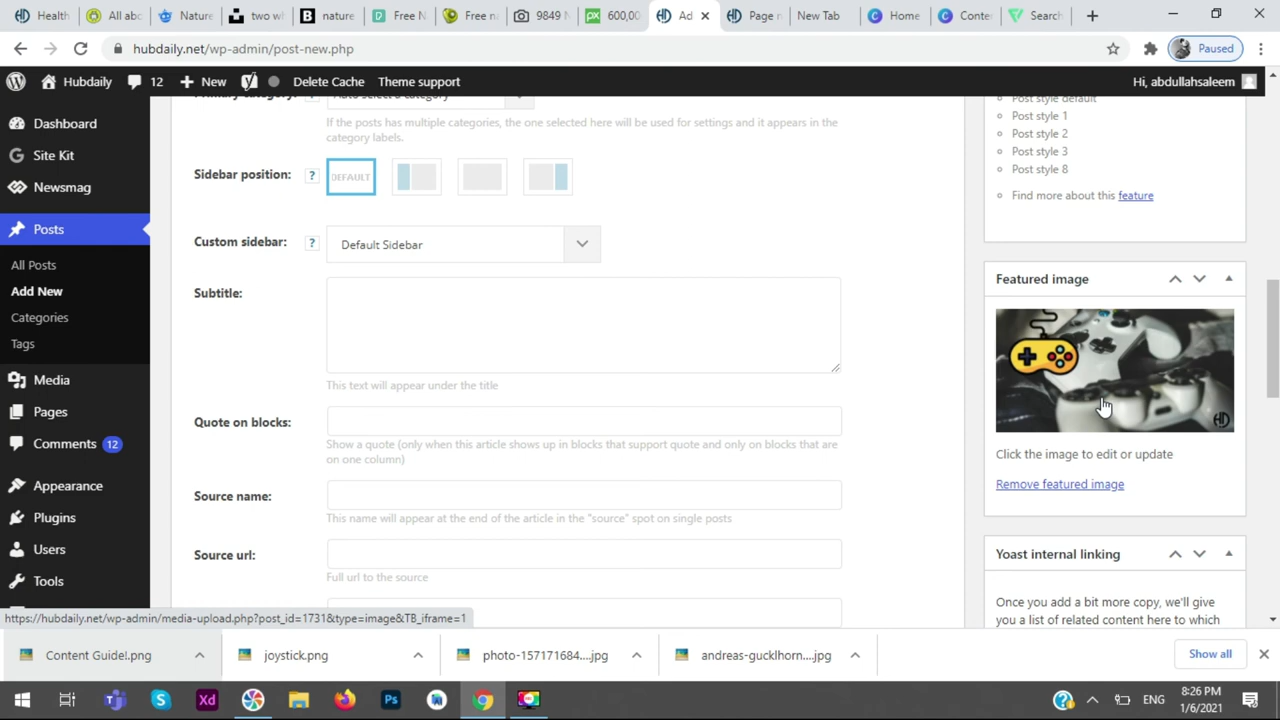 Health
All abc
Nature
two wh
nature
Free N
Free na
9849 N
600,00
Ad
Page n
New Tab
Home
Conte
Search
hubdaily.net/wp-admin/post-new.php
Paused
Hubdaily
12
New
Delete Cache
Theme support
Hi, abdullahsaleem
Dashboard
Site Kit
Newsmag
Posts
All Posts
Add New
Categories
Tags
Media
Pages
Comments 12
Appearance
Plugins
Users
Tools
Primary category:
?
Auto select a category
If the posts has multiple categories, the one selected here will be used for settings and it appears in the
category labels.
Sidebar position:
?
DEFAULT
Custom sidebar:
?
Default Sidebar
Subtitle:
This text will appear under the title
Quote on blocks:
Show a quote (only when this article shows up in blocks that support quote and only on blocks that are
on one column)
Source name:
This name will appear at the end of the article in the "source" spot on single posts
Source url:
Full url to the source
Post style default
Post style 1
Post style 2
Post style 3
Post style 8
Find more about this feature
Featured image
HD
Click the image to edit or update
Remove featured image
Yoast internal linking
Once you add a bit more copy, we'll give
you a list of related content here to which
https://hubdaily.net/wp-admin/media-upload.php?post_id=1731&type=image&TB_iframe=1
Content Guide!.png
joystick.png
photo-157171684....jpg
andreas-gucklhorn....jpg
Show all
Xd
Ps
ENG
8:26 PM
1/6/2021